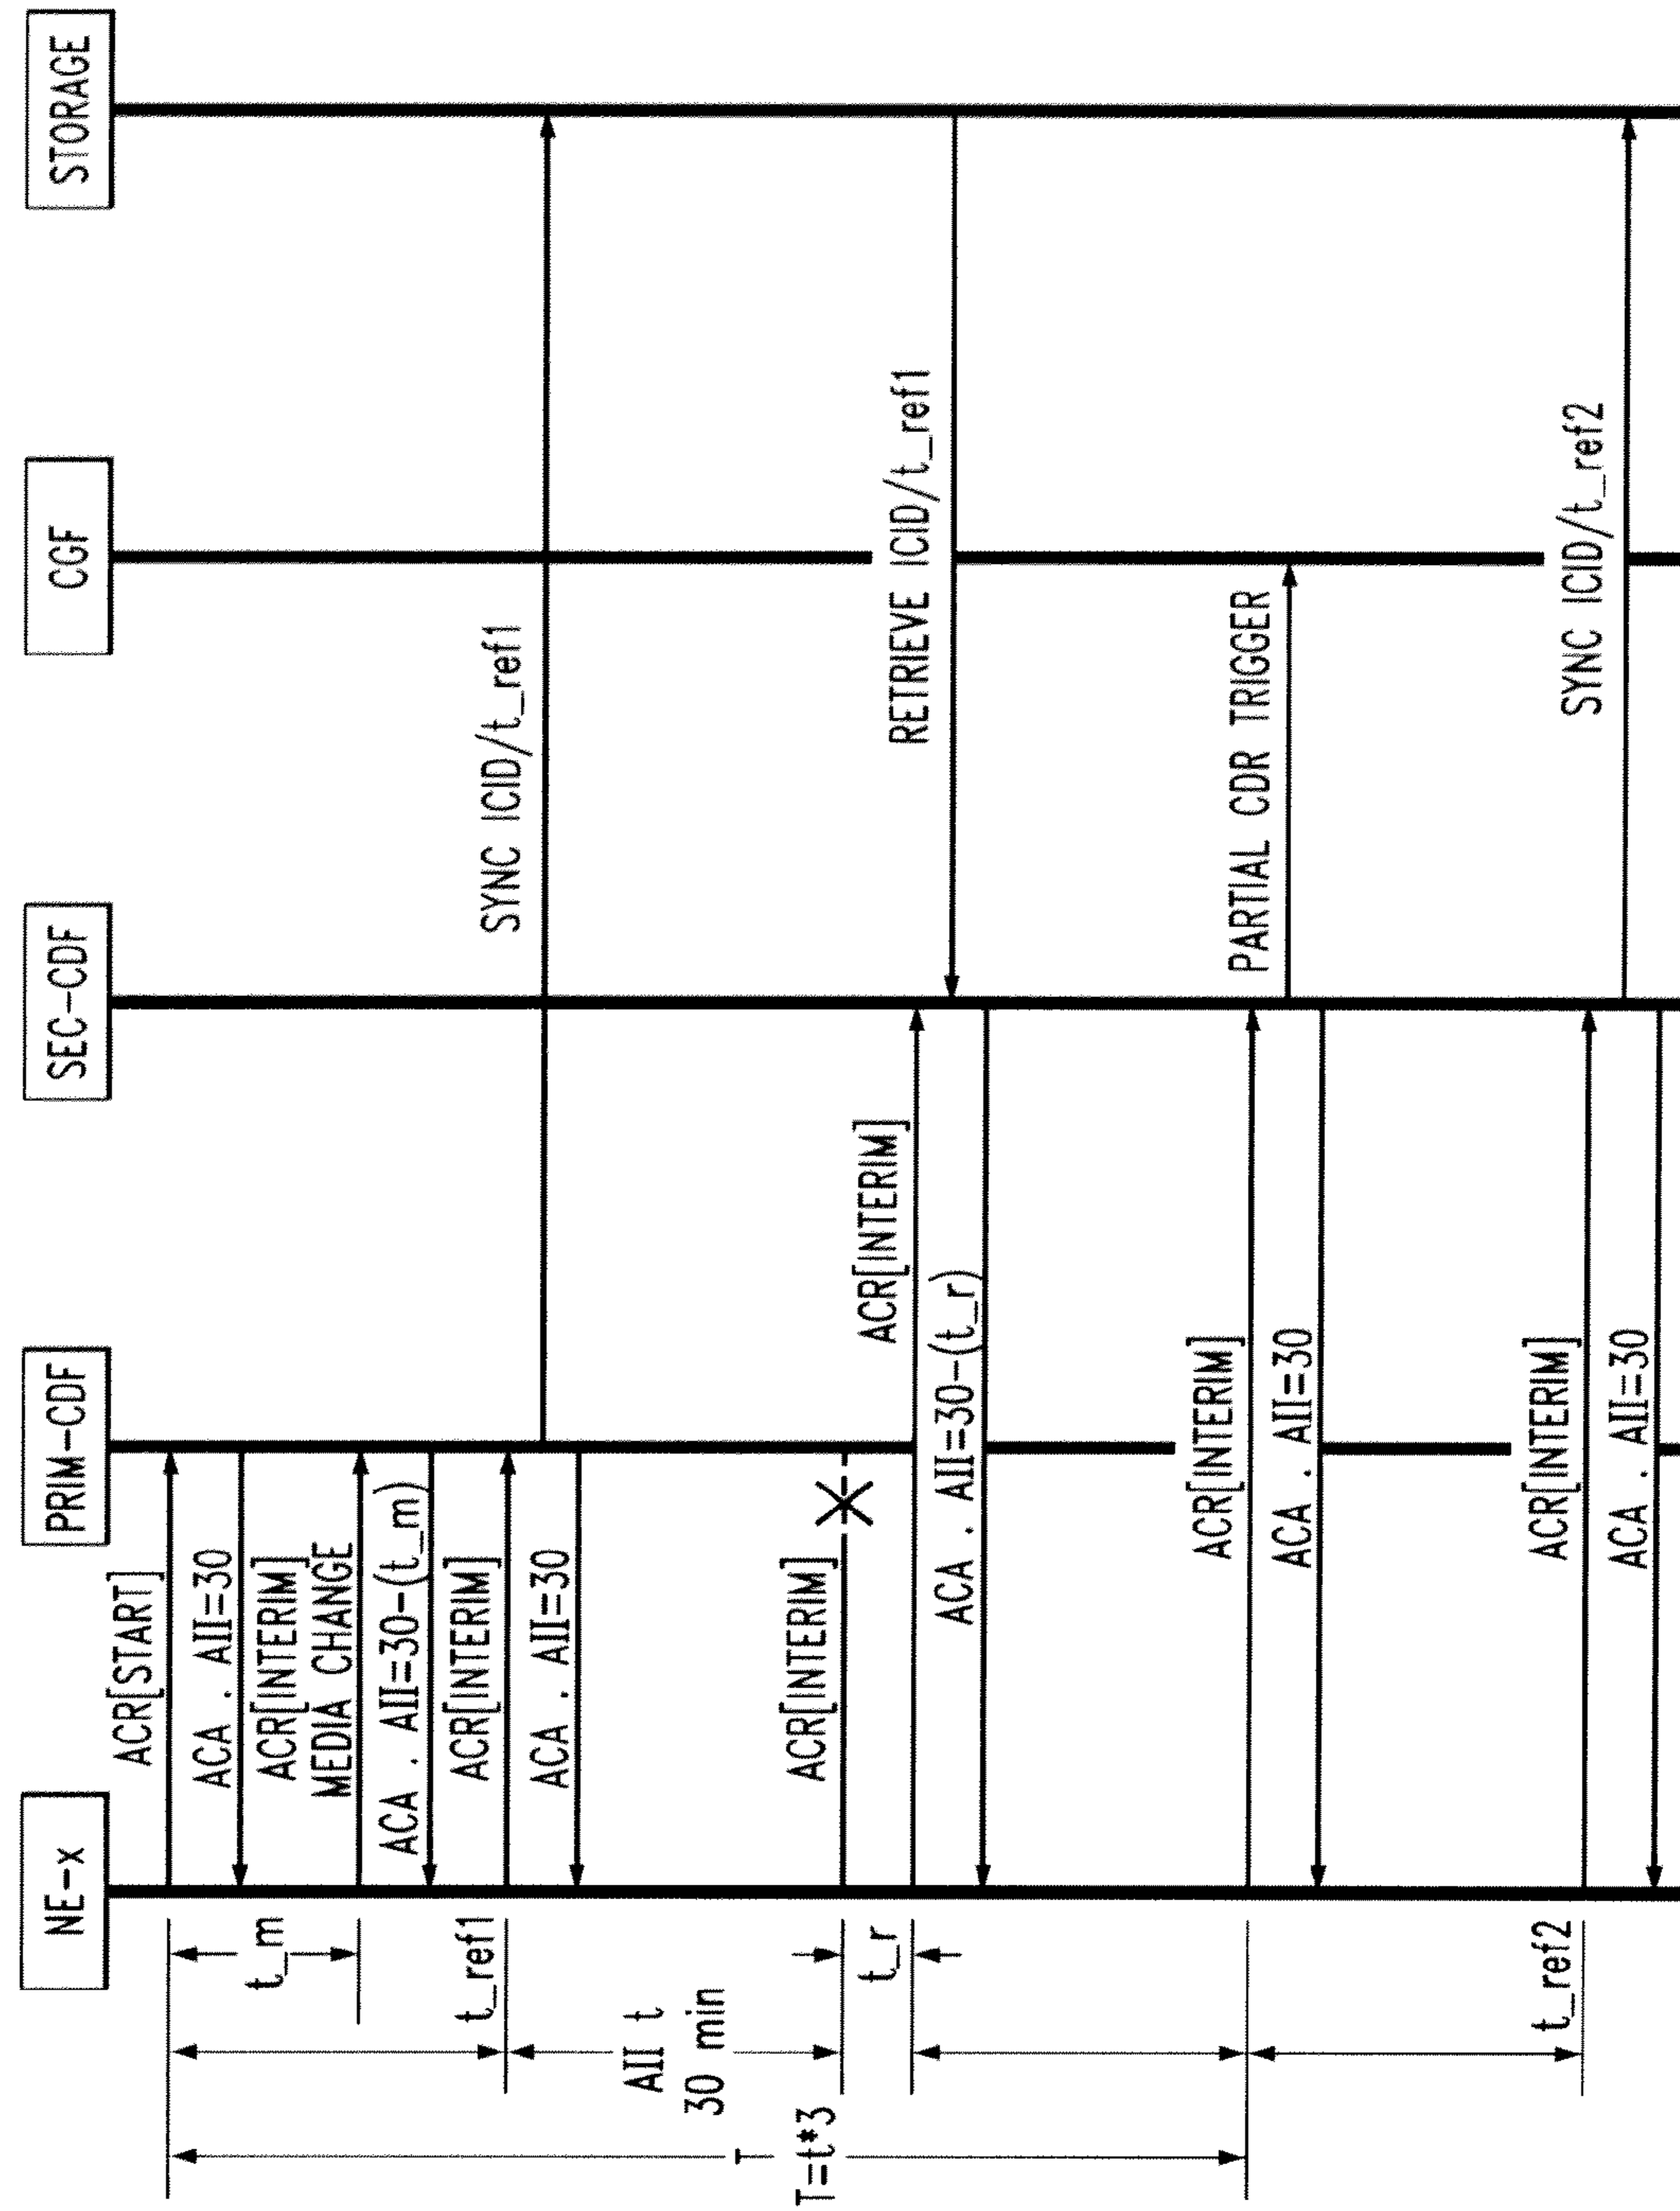 NE-x
PRIM-CDF
SEC-CDF
CGF
STORAGE
ACR[START]
ACA . AII=30
t_m
ACR[INTERIM]
MEDIA CHANGE
ACA . AII=30-(t_m)
t_ref1
ACR[INTERIM]
SYNC ICID/t_ref1
ACA . AII=30
AII t
30 min
T
T=t*3
ACR[INTERIM]
t_r
ACR[INTERIM]
RETRIEVE ICID/t_ref1
ACA . AII=30-(t_r)
ACR[INTERIM]
PARTIAL CDR TRIGGER
ACA . AII=30
t_ref2
ACR[INTERIM]
SYNC ICID/t_ref2
ACA . AII=30